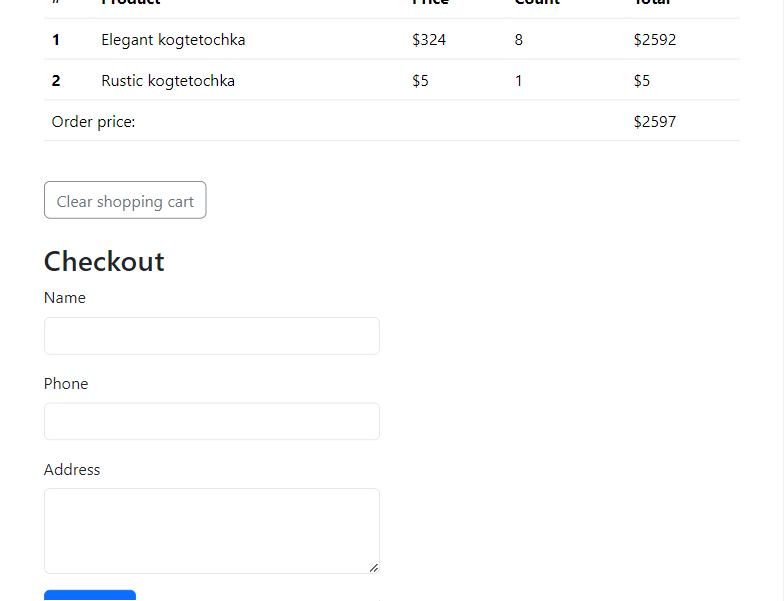 # Product Price Count Total
1 Elegant kogtetochka $324 8 $2592
2 Rustic kogtetochka $5 1 $5
Order price: $2597
Clear shopping cart
Checkout
Name
Phone
Address